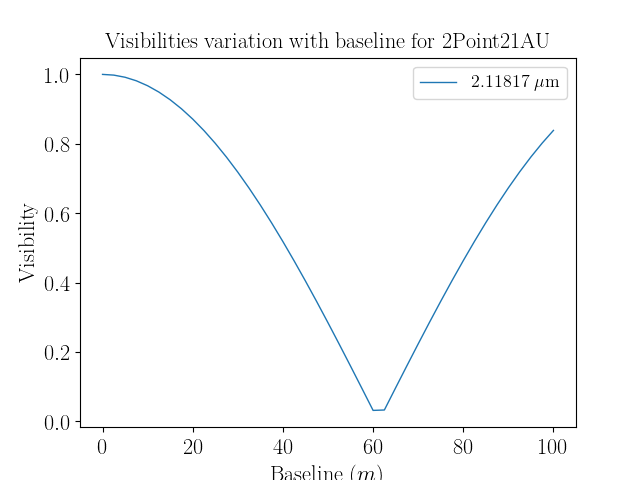 Visibilities variation with baseline for 2Point21AU
2.11817 μm
1.0
0.8
0.6
0.4
0.2
0.0
Visibility
0 20 40 60 80 100
Baseline (m)